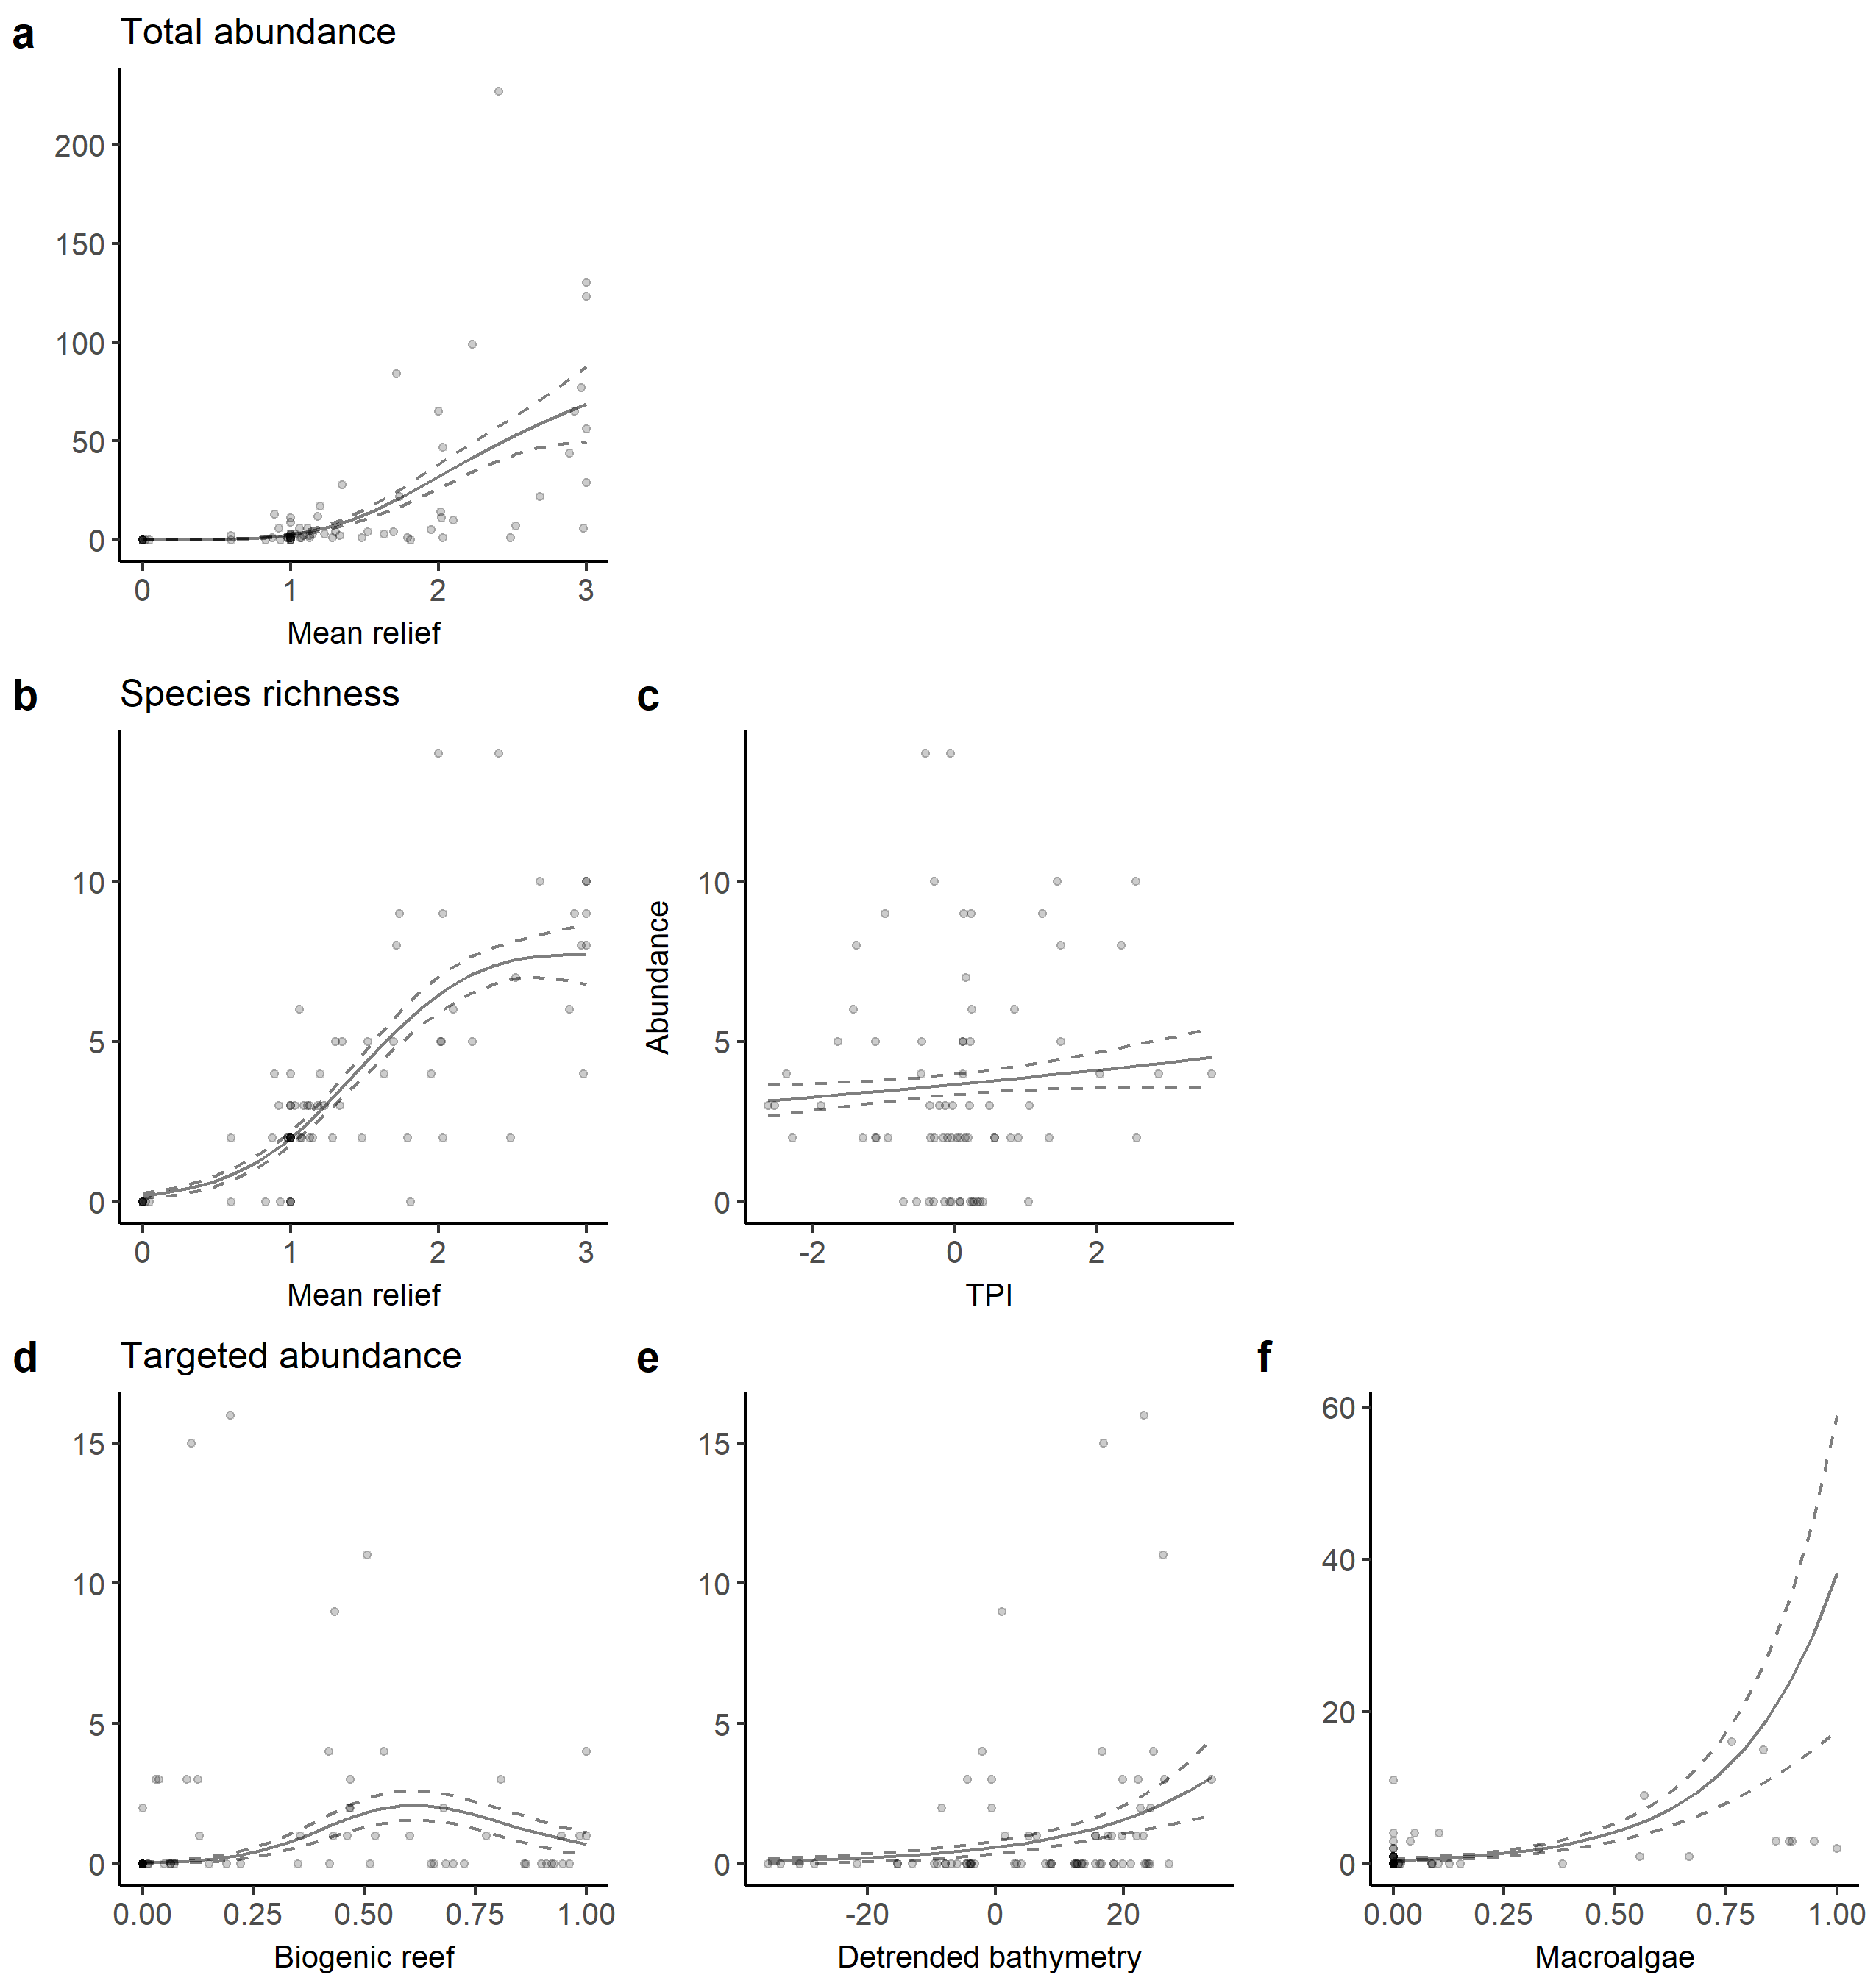 a Total abundance
200
150
100
50
0
0 1 2 3
Mean relief
b Species richness
10
5
0
0 1 2 3
Mean relief
c
Abundance
10
5
0
-2 0 2
TPI
d Targeted abundance
15
10
5
0
0.00 0.25 0.50 0.75 1.00
Biogenic reef
e
15
10
5
0
-20 0 20
Detrended bathymetry
f
60
40
20
0
0.00 0.25 0.50 0.75 1.00
Macroalgae